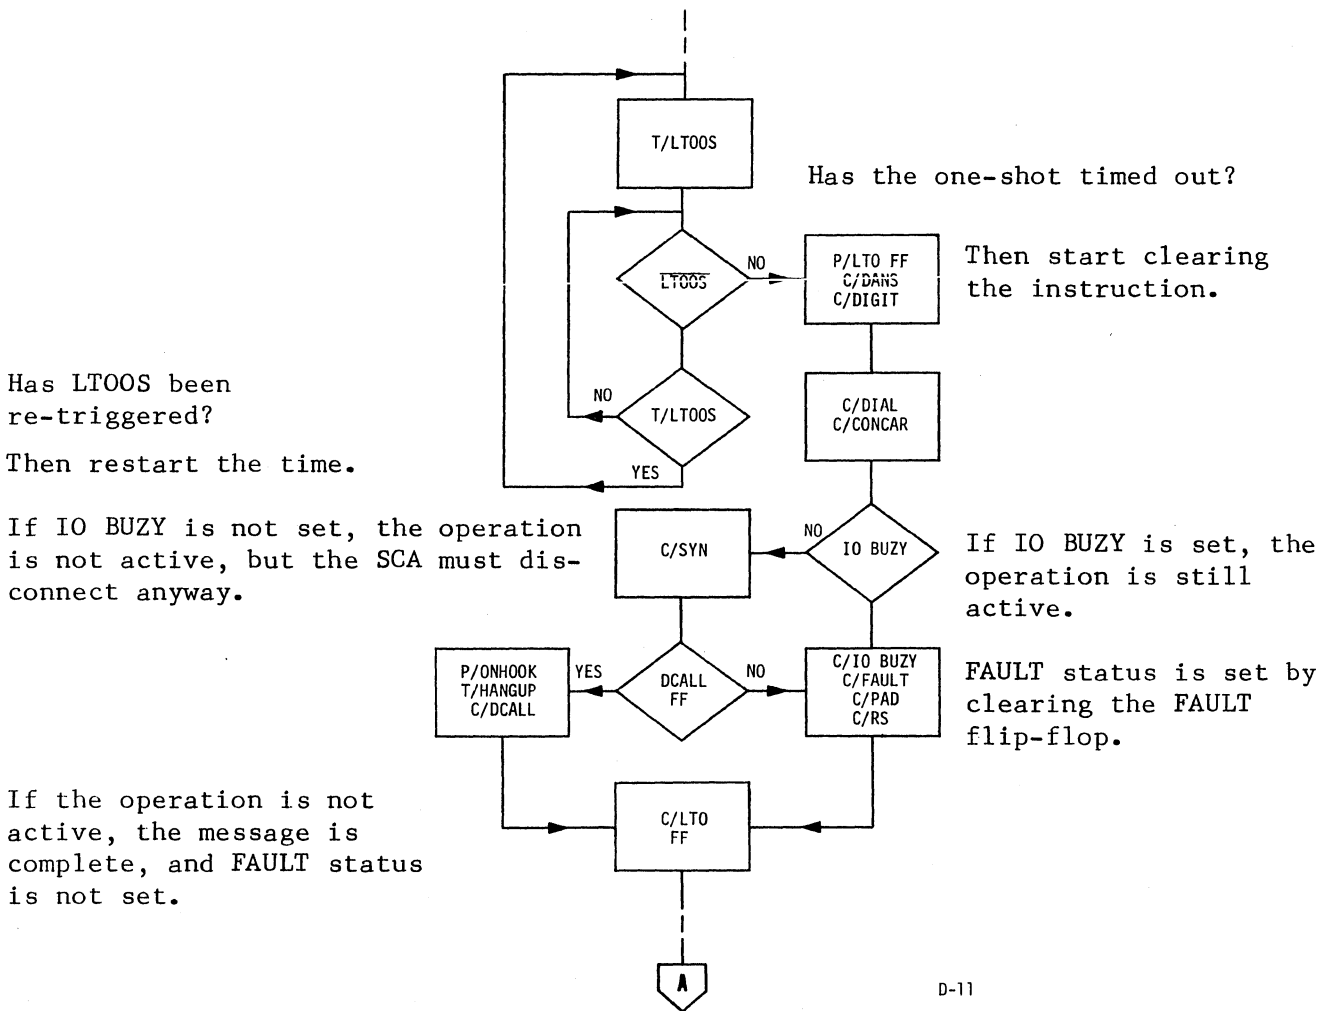 T/LTOOS
Has the one-shot timed out?
LTOOS
NO
P/LTO FF
C/DANS
C/DIGIT
Then start clearing
the instruction.
Has LTOOS been
re-triggered?
Then restart the time.
NO
T/LTOOS
YES
C/DIAL
C/CONCAR
If IO BUZY is not set, the operation
is not active, but the SCA must dis-
connect anyway.
C/SYN
NO
IO BUZY
If IO BUZY is set, the
operation is still
active.
P/ONHOOK
T/HANGUP
C/DCALL
YES
DCALL
FF
NO
C/IO BUZY
C/FAULT
C/PAD
C/RS
FAULT status is set by
clearing the FAULT
flip-flop.
If the operation is not
active, the message is
complete, and FAULT status
is not set.
C/LTO
FF
A
D-11